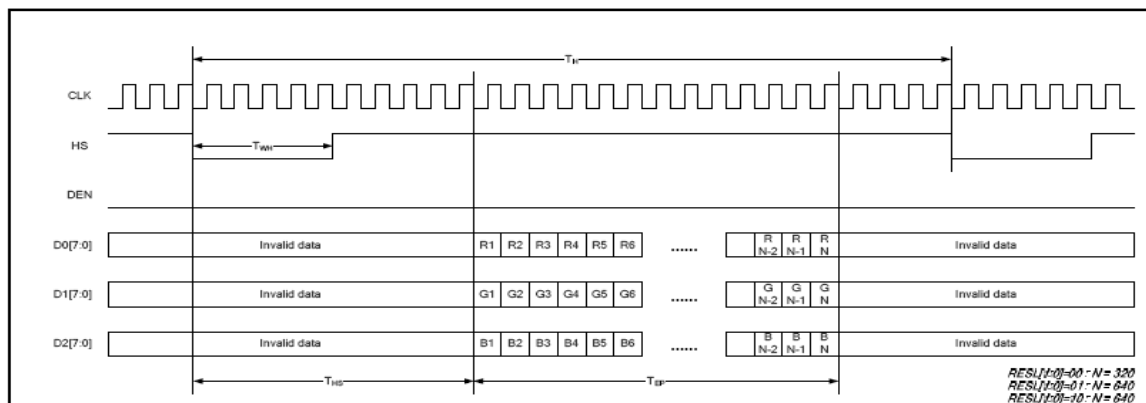 TH
CLK
HS
TWH
DEN
D0[7:0] Invalid data R1 R2 R3 R4 R5 R6 ...... R N-2 R N-1 R N Invalid data
D1[7:0] Invalid data G1 G2 G3 G4 G5 G6 ...... G N-2 G N-1 G N Invalid data
D2[7:0] Invalid data B1 B2 B3 B4 B5 B6 ...... B N-2 B N-1 B N Invalid data
THS TEP
RESL[1:0]=00 : N = 320
RESL[1:0]=01 : N = 640
RESL[1:0]=10 : N = 640